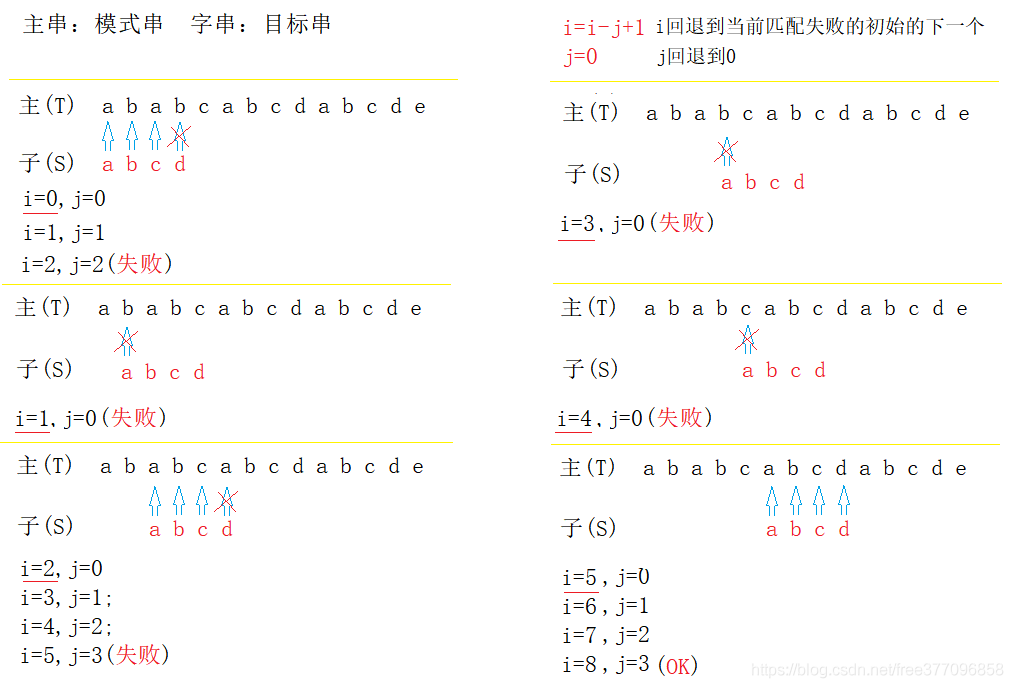 主串: 模式串 字串: 目标串
主(T) a b a b c a b c d a b c d e
子(S) a b c d
i=0, j=0
i=1, j=1
i=2, j=2(失败)
主(T) a b a b c a b c d a b c d e
子(S) a b c d
i=1, j=0(失败)
主(T) a b a b c a b c d a b c d e
子(S) a b c d
i=2, j=0
i=3, j=1;
i=4, j=2;
i=5, j=3(失败)
i=i-j+1 i回退到当前匹配失败的初始的下一个
j=0 j回退到0
主(T) a b a b c a b c d a b c d e
子(S) a b c d
i=3, j=0(失败)
主(T) a b a b c a b c d a b c d e
子(S) a b c d
i=4, j=0(失败)
主(T) a b a b c a b c d a b c d e
子(S) a b c d
i=5, j=0
i=6, j=1
i=7, j=2
i=8, j=3 (OK)
https://blog.csdn.net/free377096858